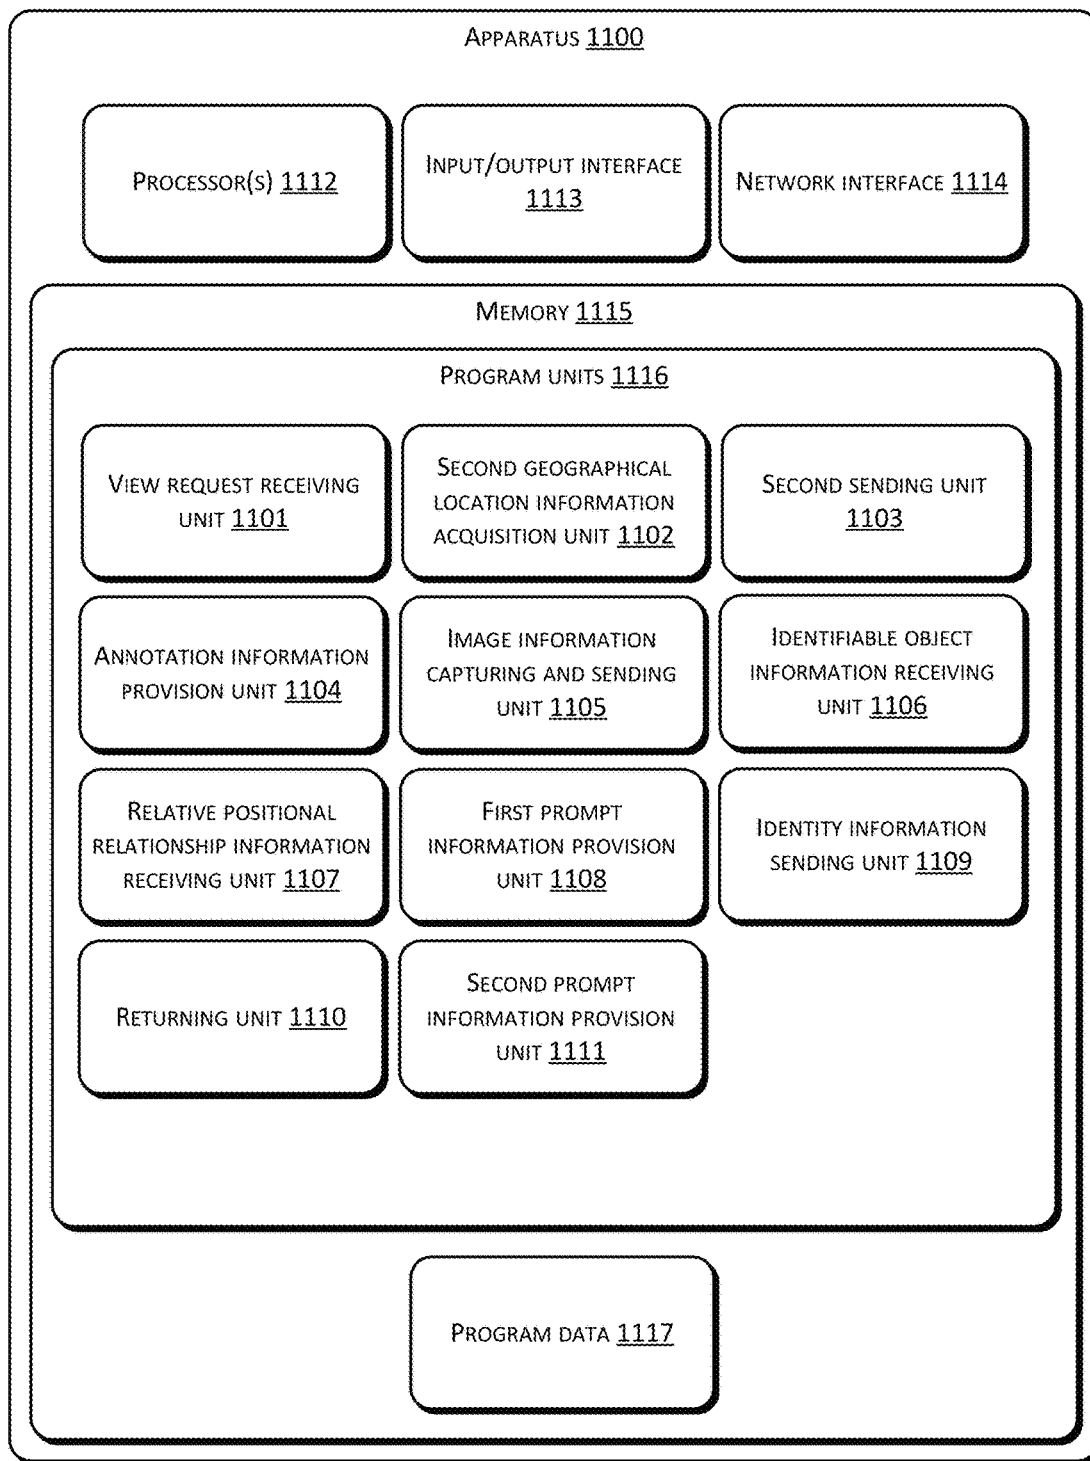 APPARATUS 1100
PROCESSOR(S) 1112
INPUT/OUTPUT INTERFACE
1113
NETWORK INTERFACE 1114
MEMORY 1115
PROGRAM UNITS 1116
VIEW REQUEST RECEIVING
UNIT 1101
SECOND GEOGRAPHICAL
LOCATION INFORMATION
ACQUISITION UNIT 1102
SECOND SENDING UNIT
1103
ANNOTATION INFORMATION
PROVISION UNIT 1104
IMAGE INFORMATION
CAPTURING AND SENDING
UNIT 1105
IDENTIFIABLE OBJECT
INFORMATION RECEIVING
UNIT 1106
RELATIVE POSITIONAL
RELATIONSHIP INFORMATION
RECEIVING UNIT 1107
FIRST PROMPT
INFORMATION PROVISION
UNIT 1108
IDENTITY INFORMATION
SENDING UNIT 1109
RETURNING UNIT 1110
SECOND PROMPT
INFORMATION PROVISION
UNIT 1111
PROGRAM DATA 1117